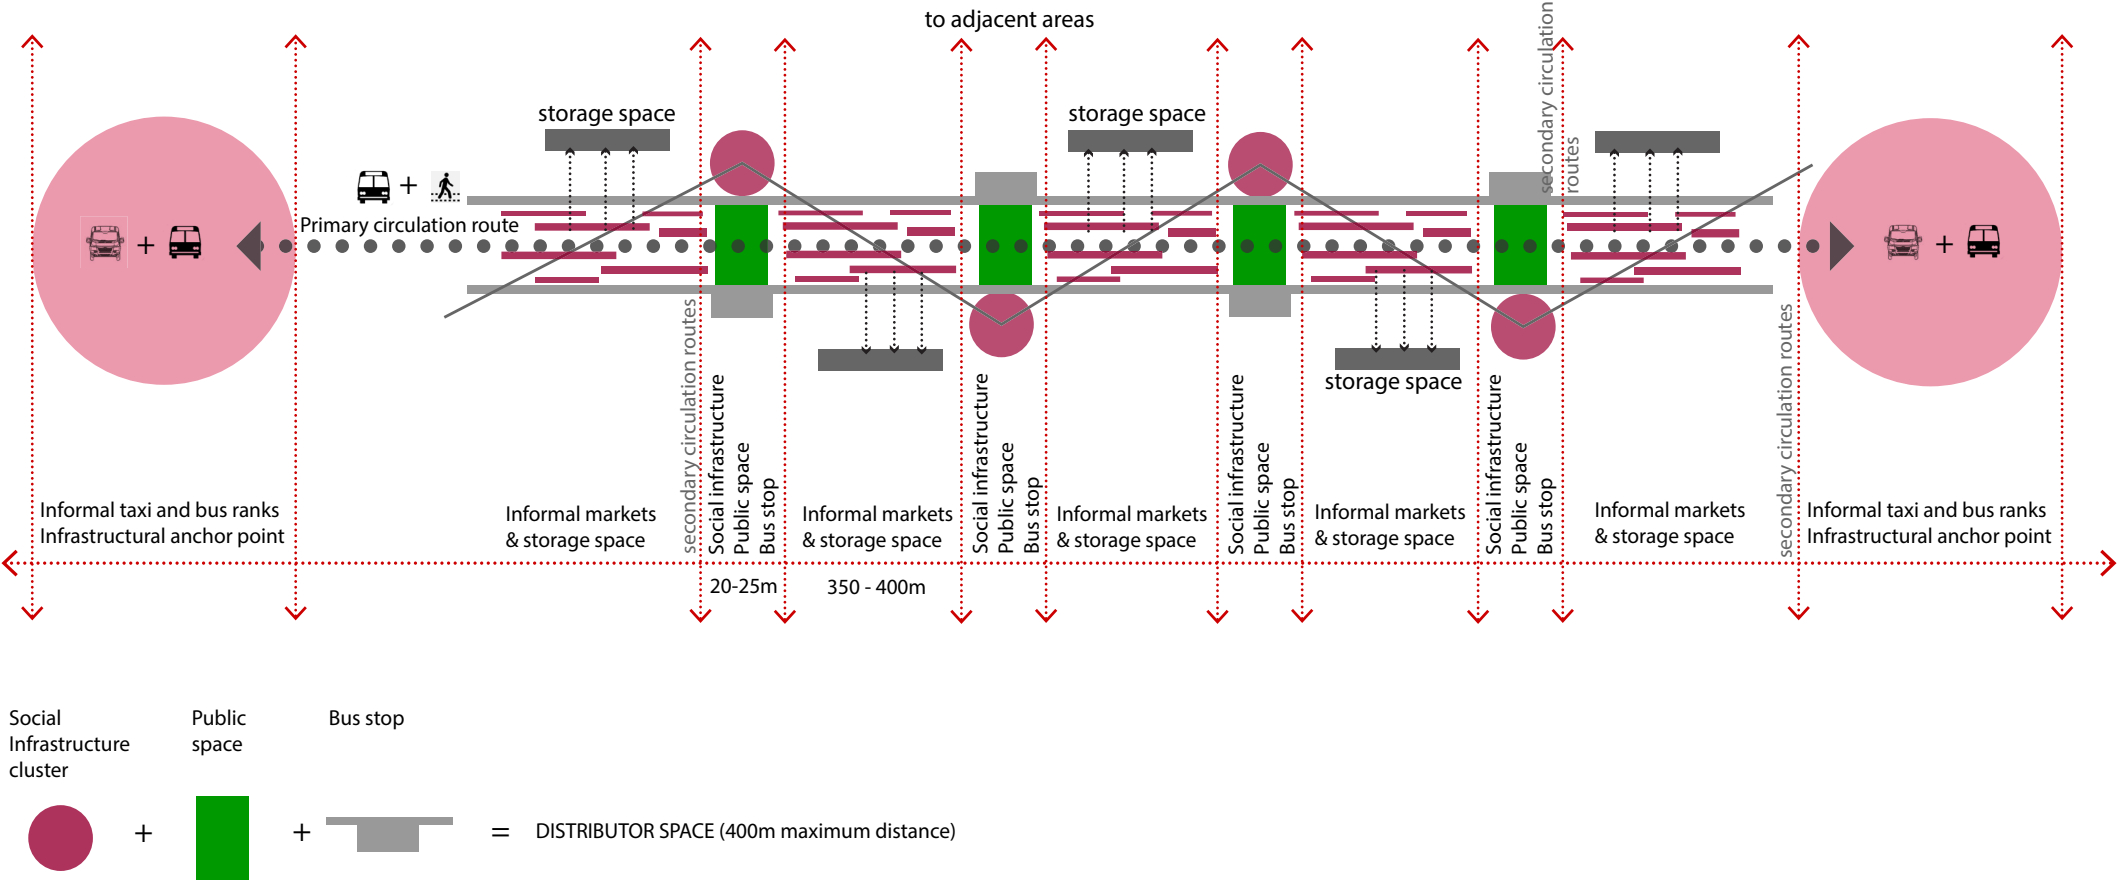 to adjacent areas
secondary circulation
routes
storage space
storage space
+
Primary circulation route
+
+
storage space
secondary circulation routes
Social infrastructure
Public space
Bus stop
Social infrastructure
Public space
Bus stop
Social infrastructure
Public space
Bus stop
Social infrastructure
Public space
Bus stop
secondary circulation routes
Informal taxi and bus ranks
Infrastructural anchor point
Informal markets
& storage space
Informal markets
& storage space
Informal markets
& storage space
Informal markets
& storage space
Informal markets
& storage space
Informal taxi and bus ranks
Infrastructural anchor point
20-25m
350 - 400m
Social
Infrastructure
cluster
Public
space
Bus stop
+ + = DISTRIBUTOR SPACE (400m maximum distance)